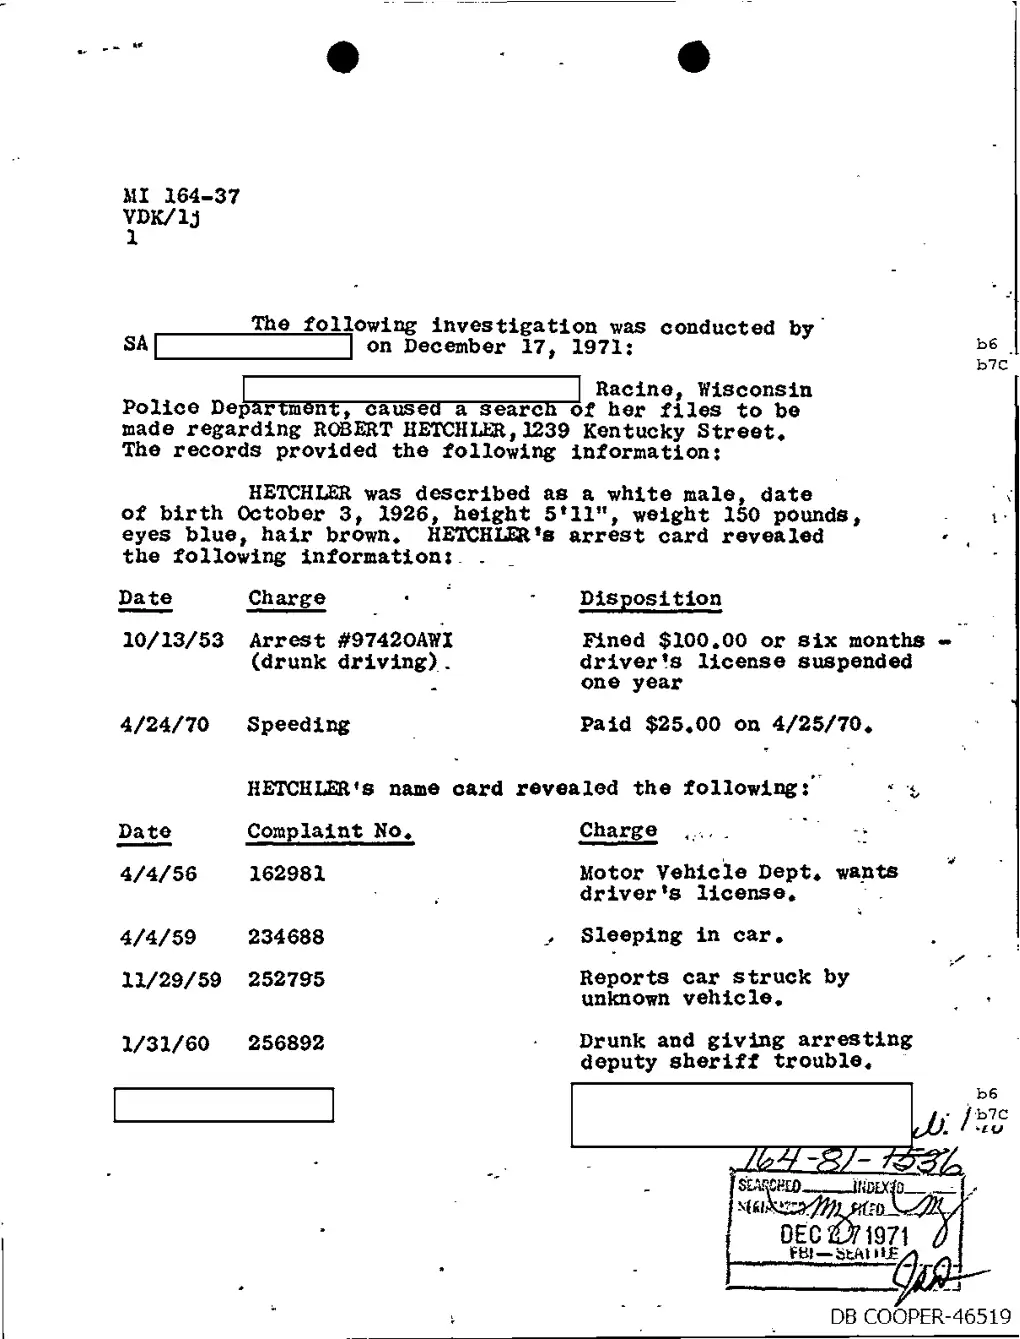 MI 164-37
VDK/lj
1
The following investigation was conducted by
SA on December 17, 1971:
b6
b7C
Racine, Wisconsin
Police Department, caused a search of her files to be
made regarding ROBERT HETCHLER, 1239 Kentucky Street.
The records provided the following information:
HETCHLER was described as a white male, date
of birth October 3, 1926, height 5'11", weight 150 pounds,
eyes blue, hair brown. HETCHLER's arrest card revealed
the following information:
Date Charge Disposition
10/13/53 Arrest #97420AWI Fined $100.00 or six months -
(drunk driving). driver's license suspended
one year
4/24/70 Speeding Paid $25.00 on 4/25/70.
HETCHLER's name card revealed the following:
Date Complaint No. Charge
4/4/56 162981 Motor Vehicle Dept. wants
driver's license.
4/4/59 234688 Sleeping in car.
11/29/59 252795 Reports car struck by
unknown vehicle.
1/31/60 256892 Drunk and giving arresting
deputy sheriff trouble.
b6
b7C
164-81-1536
SEARCHED INDEXED
FILED
DEC 27 1971
FBI - SEATTLE
DB COOPER-46519